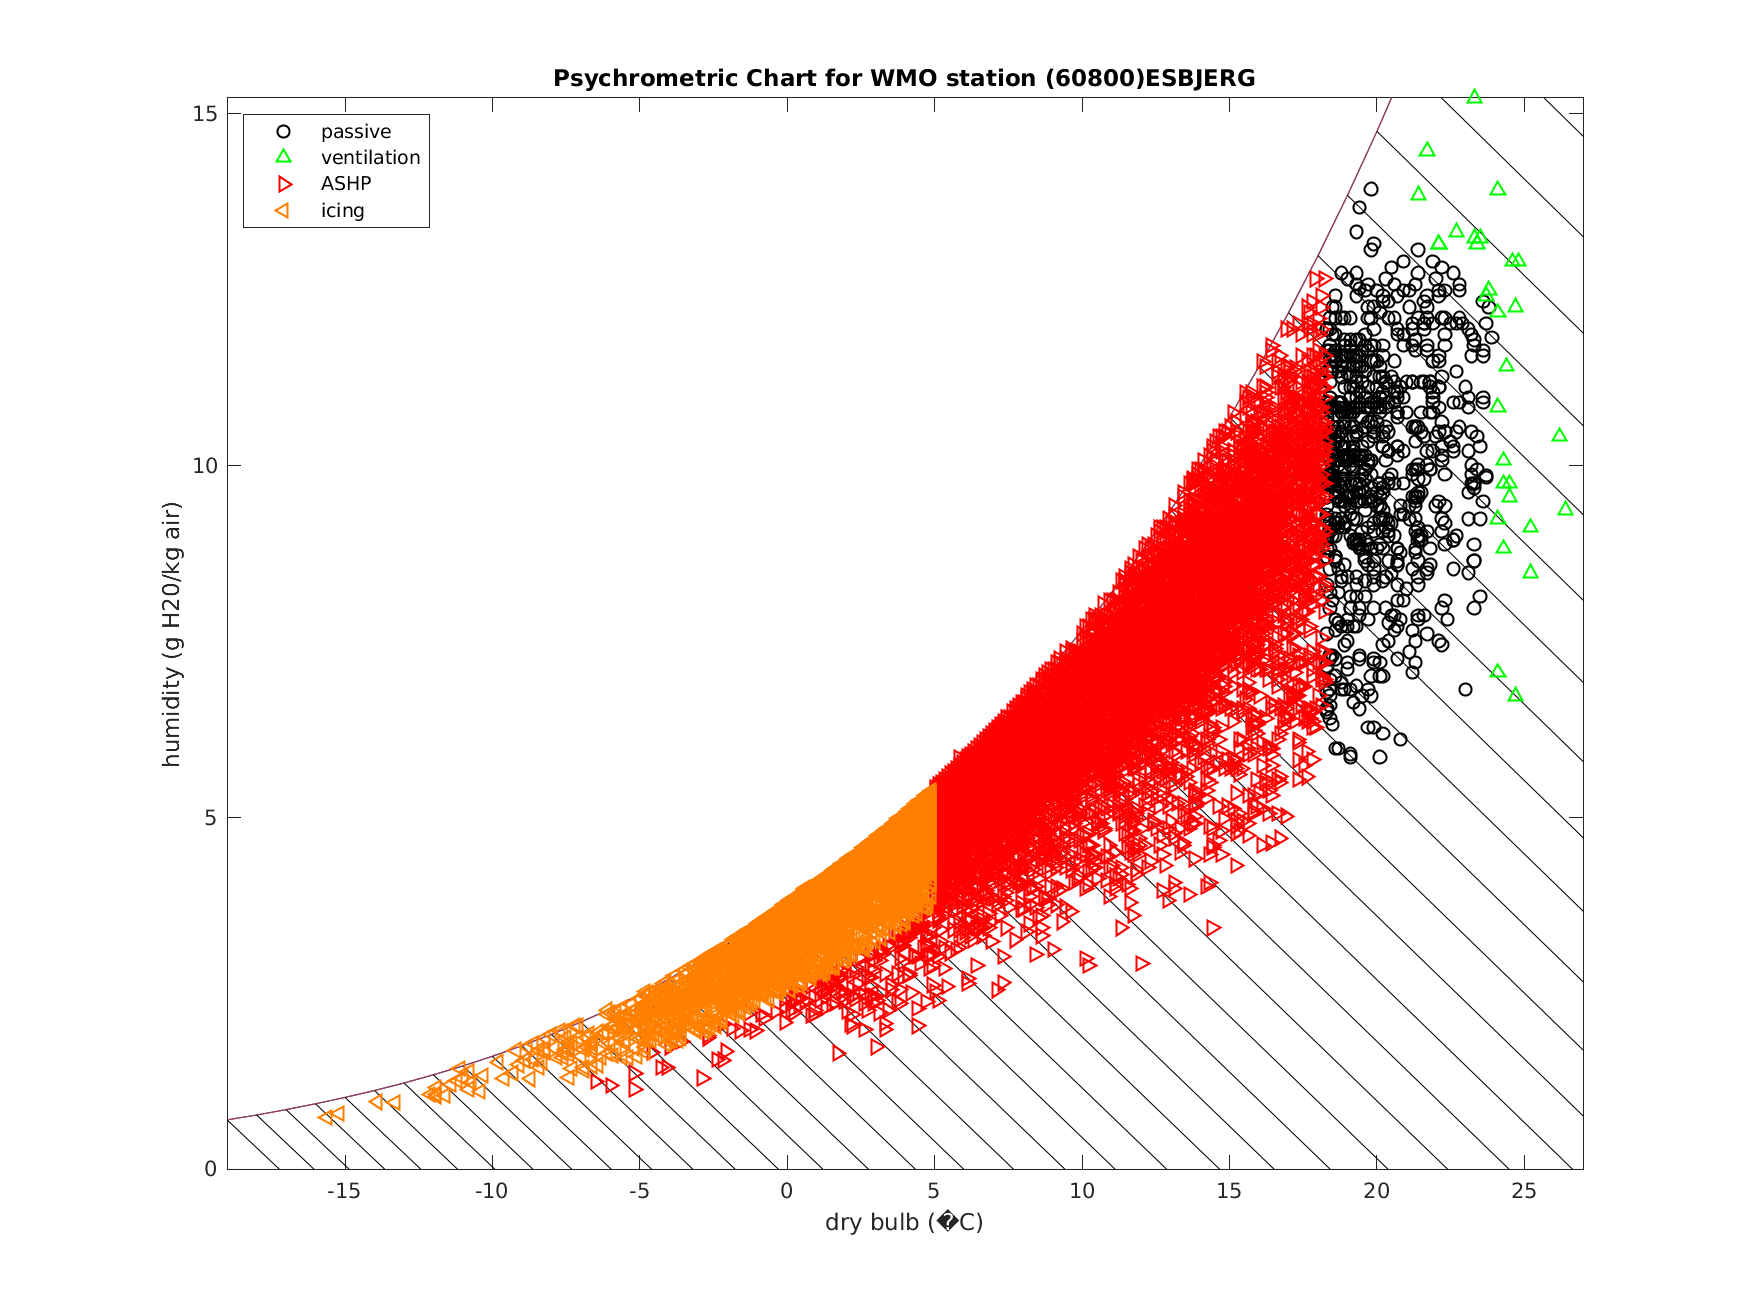 Psychrometric Chart for WMO station (60800)ESBJERG
passive
ventilation
ASHP
icing
humidity (g H20/kg air)
15
10
5
0
-15
-10
-5
0
5
10
15
20
25
dry bulb (�C)